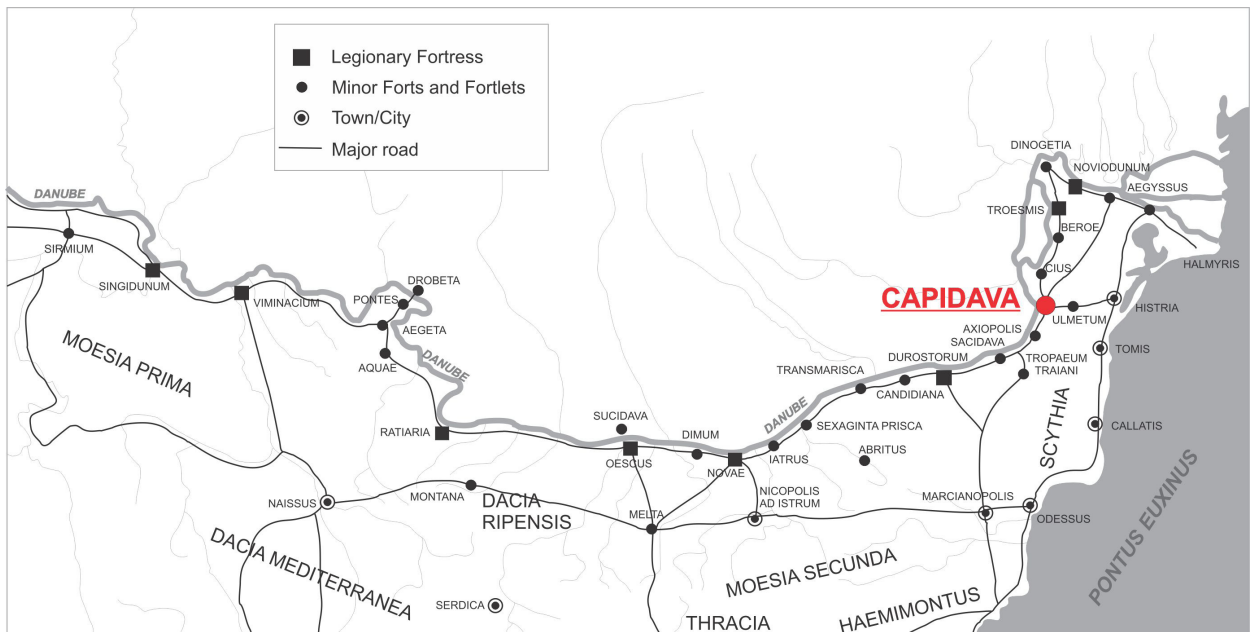 Legionary Fortress
Minor Forts and Fortlets
Town/City
Major road
DINOGETIA
NOVIODUNUM
AEGYSSUS
DANUBE
TROESMIS
BEROE
SIRMIUM
HALMYRIS
CIUS
SINGIDUNUM
DROBETA
PONTES
VIMINACIUM
CAPIDAVA
HISTRIA
ULMETUM
AEGETA
AXIOPOLIS
SACIDAVA
MOESIA PRIMA
TOMIS
DANUBE
AQUAE
DUROSTORUM
TROPAEUM
TRAIANI
TRANSMARISCA
CANDIDIANA
SCYTHIA
DANUBE
SUCIDAVA
CALLATIS
SEXAGINTA PRISCA
RATIARIA
DIMUM
ABRITUS
IATRUS
OESCUS
NOVAE
NICOPOLIS
AD ISTRUM
MARCIANOPOLIS
MONTANA
DACIA
RIPENSIS
NAISSUS
MELTA
ODESSUS
PONTUS EUXINUS
DACIA MEDITERRANEA
MOESIA SECUNDA
SERDICA
HAEMIMONTUS
THRACIA